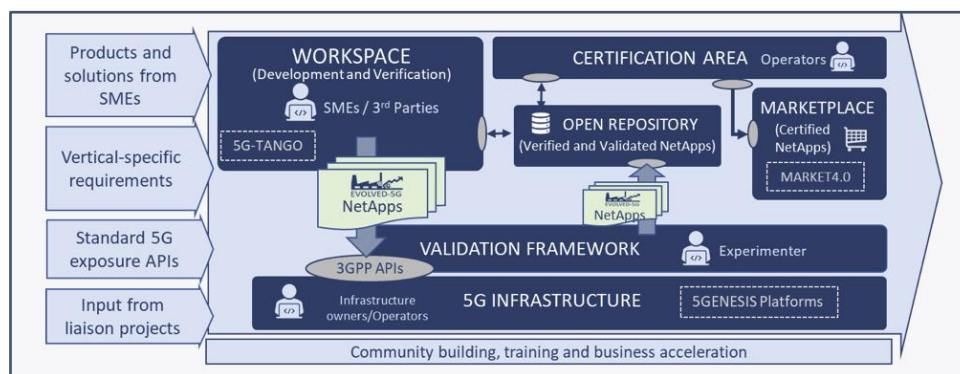 Products and
solutions from
SMEs
Vertical-specific
requirements
Standard 5G
exposure APIs
Input from
liaison projects
WORKSPACE
(Development and Verification)
SMEs / 3rd Parties
5G-TANGO
EVOLVED-5G
NetApps
3GPP APIs
CERTIFICATION AREA
Operators
OPEN REPOSITORY
(Verified and Validated NetApps)
MARKETPLACE
(Certified
NetApps)
MARKET4.0
EVOLVED-5G
NetApps
VALIDATION FRAMEWORK
Experimenter
Infrastructure
owners/Operators
5G INFRASTRUCTURE
5GENESIS Platforms
Community building, training and business acceleration